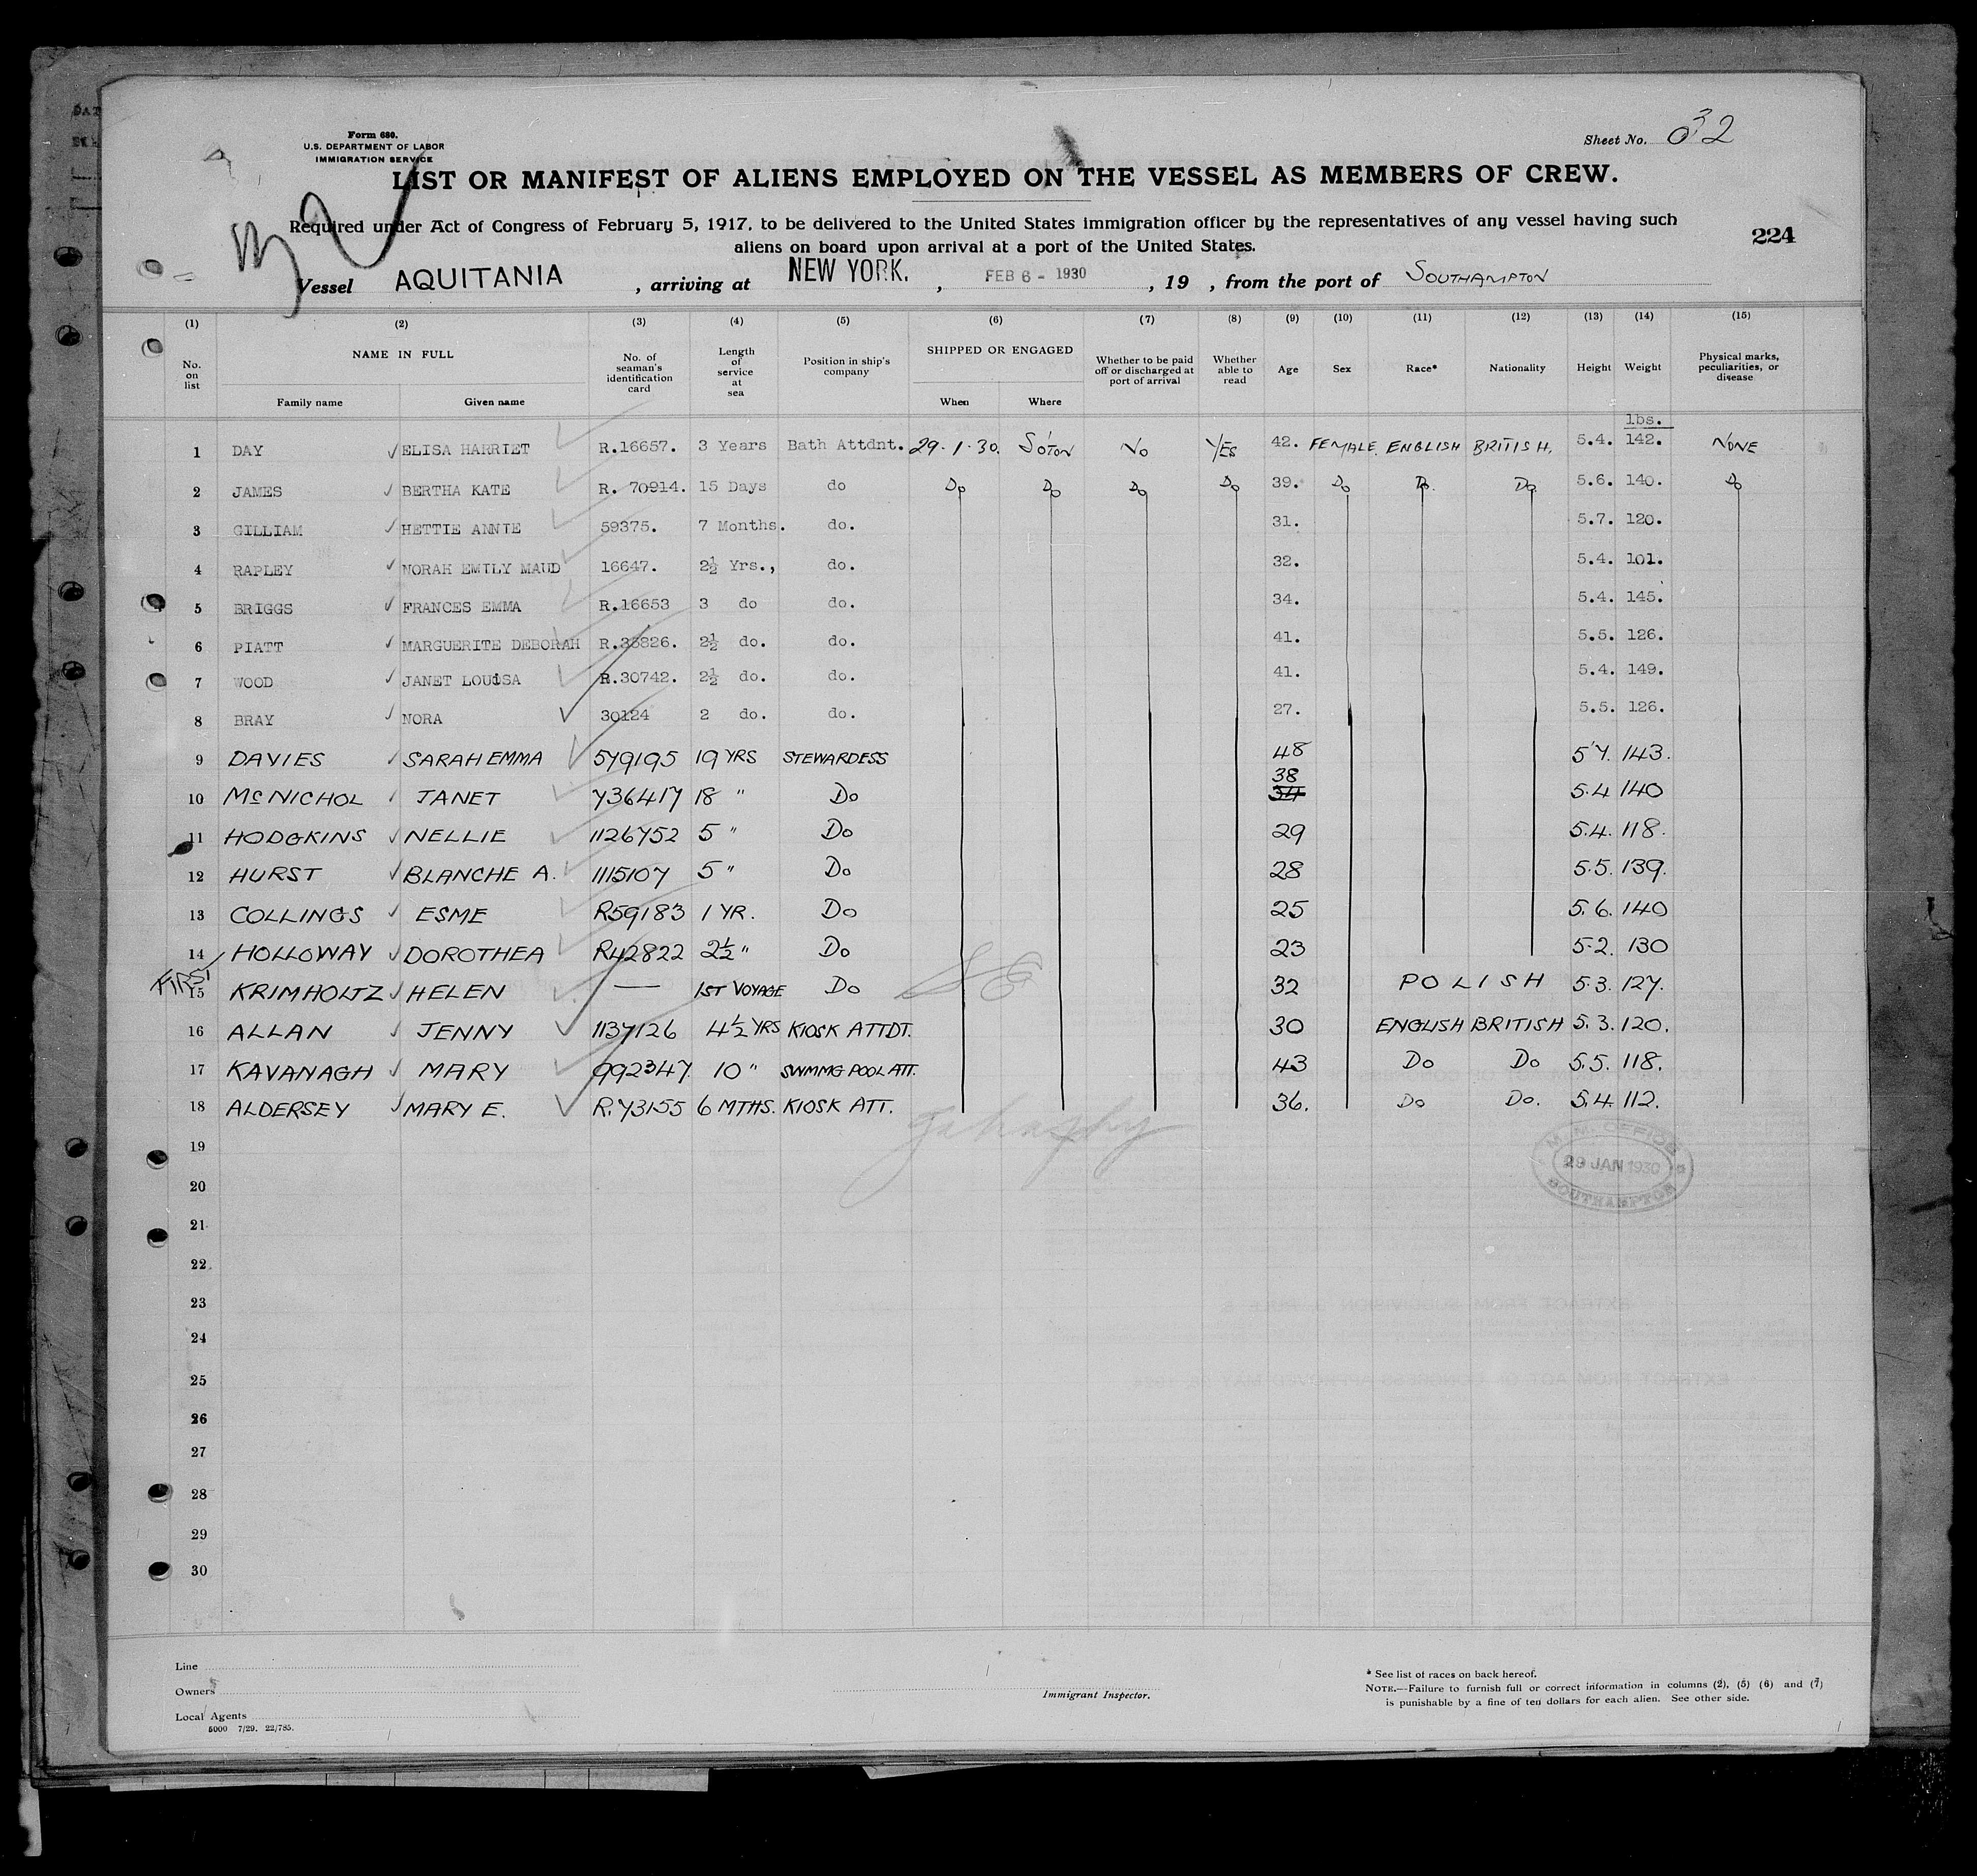 Form 680.
U.S. DEPARTMENT OF LABOR
IMMIGRATION SERVICE
Sheet No. 32
LIST OR MANIFEST OF ALIENS EMPLOYED ON THE VESSEL AS MEMBERS OF CREW.
Required under Act of Congress of February 5, 1917, to be delivered to the United States immigration officer by the representatives of any vessel having such
aliens on board upon arrival at a port of the United States.
224
Vessel AQUITANIA , arriving at NEW YORK. , FEB 6 - 1930 , 19 , from the port of SOUTHAMPTON
(1) (2) (3) (4) (5) (6) (7) (8) (9) (10) (11) (12) (13) (14) (15)
No. on list NAME IN FULL Family name Given name No. of seaman's identification card Length of service at sea Position in ship's company SHIPPED OR ENGAGED When Where Whether to be paid off or discharged at port of arrival Whether able to read Age Sex Race* Nationality Height Weight Physical marks, peculiarities, or disease
lbs.
1 DAY ELISA HARRIET R.16657. 3 Years Bath Attdnt. 29.1.30. SO'TON NO YES 42. FEMALE. ENGLISH BRITISH. 5.4. 142. NONE
2 JAMES BERTHA KATE R. 70914. 15 Days do Do Do Do Do 39. Do Do. Do. 5.6. 140. Do
3 GILLIAM HETTIE ANNIE 59375. 7 Months. do. 31. 5.7. 120.
4 RAPLEY NORAH EMILY MAUD 16647. 2½ Yrs., do. 32. 5.4. 101.
5 BRIGGS FRANCES EMMA R.16653 3 do do. 34. 5.4. 145.
6 PIATT MARGUERITE DEBORAH R.35826. 2½ do. do. 41. 5.5. 126.
7 WOOD JANET LOUISA R.30742. 2½ do. do. 41. 5.4. 149.
8 BRAY NORA 30124 2 do. do. 27. 5.5. 126.
9 DAVIES SARAH EMMA 579195 19 YRS STEWARDESS 48 5'7. 143.
10 McNICHOL JANET 736417 18 " Do 38 34 5.4 140
11 HODGKINS NELLIE 1126752 5 " Do 29 5.4. 118.
12 HURST BLANCHE A. 1115107 5 " Do 28 5.5. 139.
13 COLLINGS ESME R59183 1 YR. Do 25 5.6. 140
14 HOLLOWAY DOROTHEA R42822 2½ " Do 23 5.2. 130
FIRST
15 KRIMHOLTZ HELEN — 1ST VOYAGE Do 32 POLISH 5.3. 127.
16 ALLAN JENNY 1137126 4½ YRS KIOSK ATTDT. 30 ENGLISH BRITISH 5.3. 120.
17 KAVANAGH MARY 992347. 10 " SWMMG POOL ATT. 43 Do Do 5.5. 118.
18 ALDERSEY MARY E. R.73155 6 MTHS. KIOSK ATT. 36. Do Do. 5.4. 112.
19
20
21
22
23
24
25
26
27
28
29
30
M.M. OFFICE
29 JAN 1930
SOUTHAMPTON
Line
Owners
Local Agents
5000 7/29. 22/785.
Immigrant Inspector.
* See list of races on back hereof.
NOTE.—Failure to furnish full or correct information in columns (2), (5) (6) and (7)
is punishable by a fine of ten dollars for each alien. See other side.